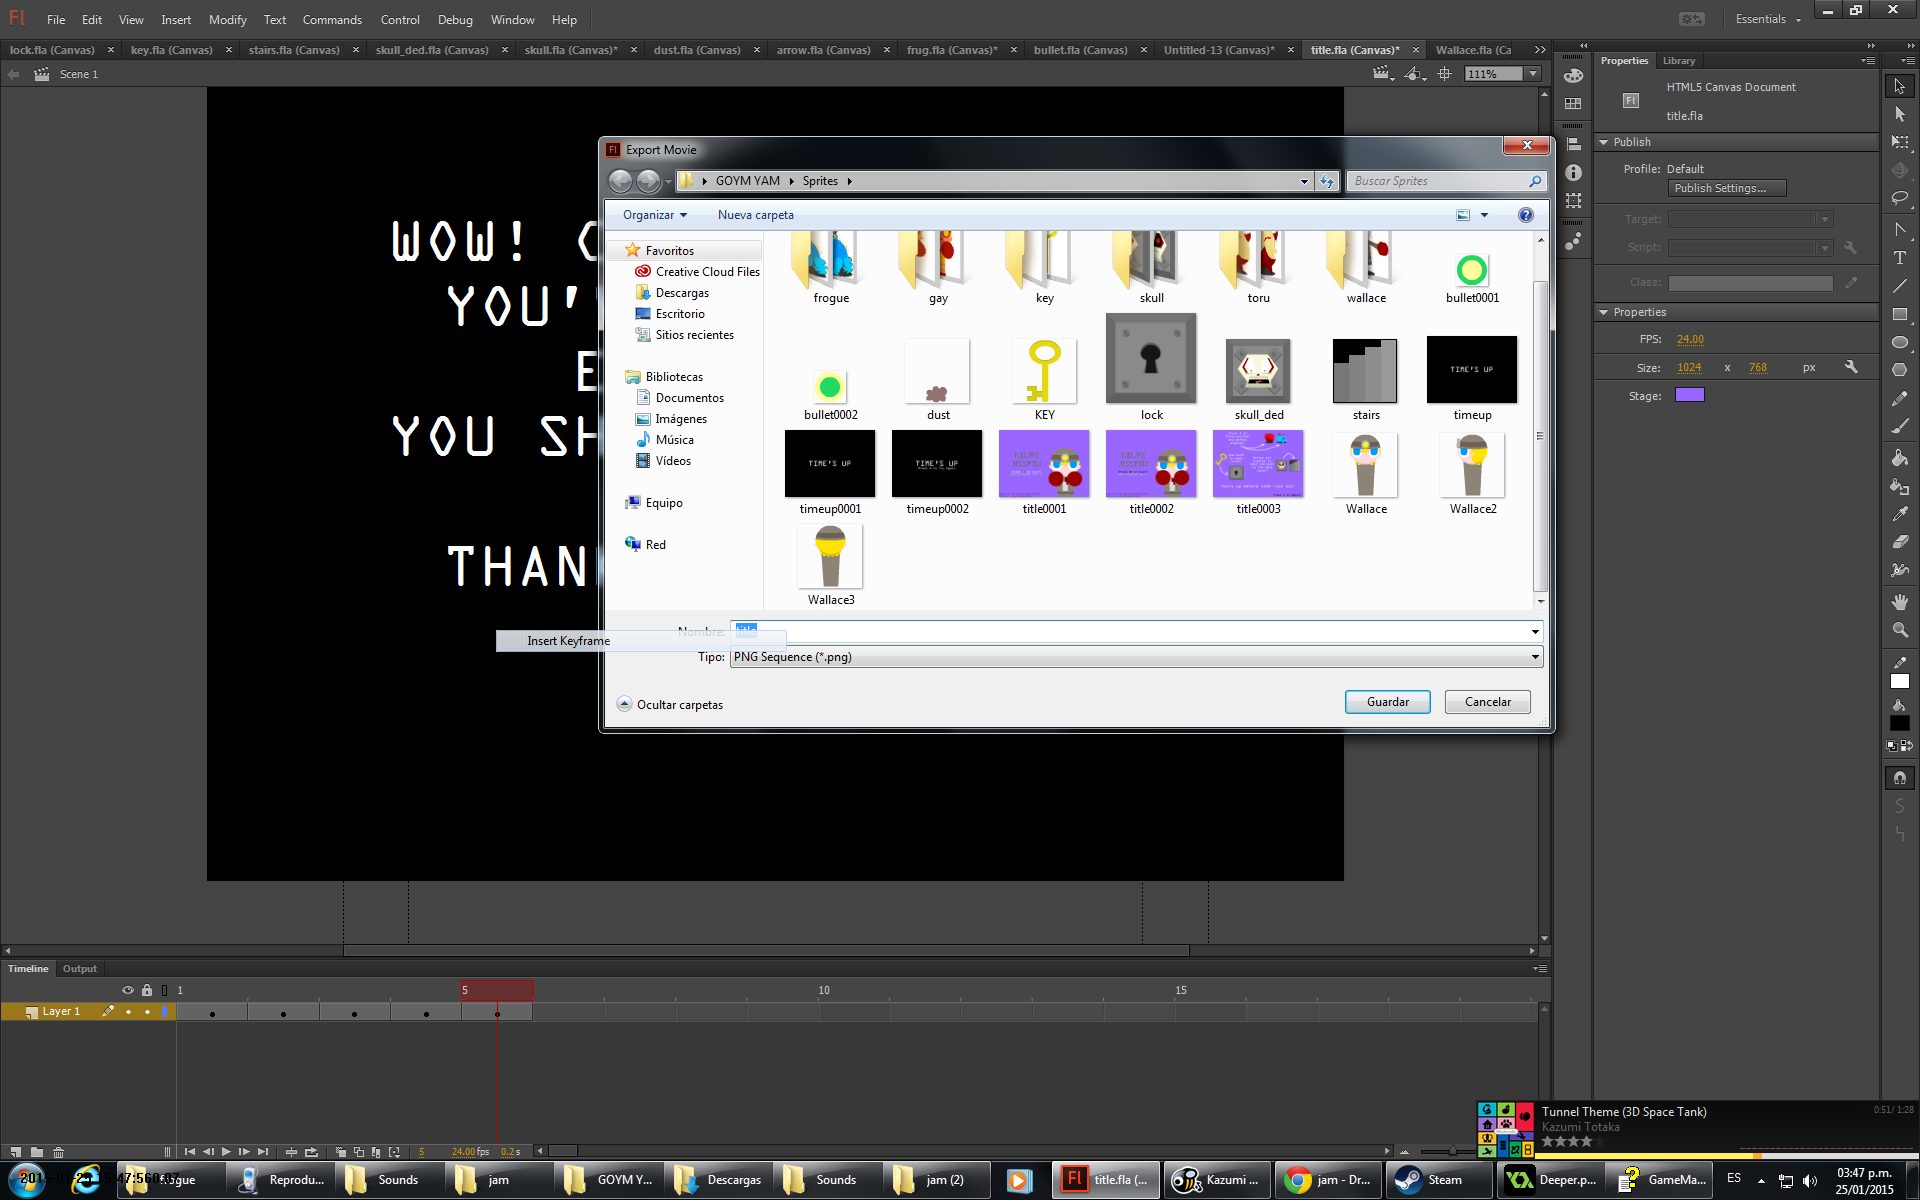 Fl File Edit View Insert Modify Text Commands Control Debug Window Help Essentials
lock.fla (Canvas) × key.fla (Canvas) × stairs.fla (Canvas) × skull_ded.fla (Canvas) × skull.fla (Canvas)* × dust.fla (Canvas) × arrow.fla (Canvas) × frug.fla (Canvas)* × bullet.fla (Canvas) × Untitled-13 (Canvas)* × title.fla (Canvas)* × Wallace.fla (Ca
Scene 1
111%
WOW!
YOU'
E
YOU SH
THAN
Export Movie
GOYM YAM Sprites
Buscar Sprites
Organizar Nueva carpeta
Favoritos
Creative Cloud Files
Descargas
Escritorio
Sitios recientes
Bibliotecas
Documentos
Imágenes
Música
Vídeos
Equipo
Red
frogue gay key skull toru wallace bullet0001
TIME'S UP
bullet0002 dust KEY lock skull_ded stairs timeup
TIME'S UP TIME'S UP
timeup0001 timeup0002 title0001 title0002 title0003 Wallace Wallace2
Wallace3
Nombre: title
Insert Keyframe
Tipo: PNG Sequence (*.png)
Ocultar carpetas
Guardar Cancelar
Properties Library
Fl HTML5 Canvas Document
title.fla
Publish
Profile: Default
Publish Settings...
Target:
Script:
Class:
Properties
FPS: 24.00
Size: 1024 x 768 px
Stage:
Timeline Output
1 5 10 15
Layer 1
5 24.00 fps 0.2 s
Tunnel Theme (3D Space Tank) 0:51/ 1:28
Kazumi Totaka
Reprodu... Sounds jam GOYM Y... Descargas Sounds jam (2) title.fla (... Kazumi ... jam - Dr... Steam Deeper.p... GameMa... ES
03:47 p.m.
25/01/2015